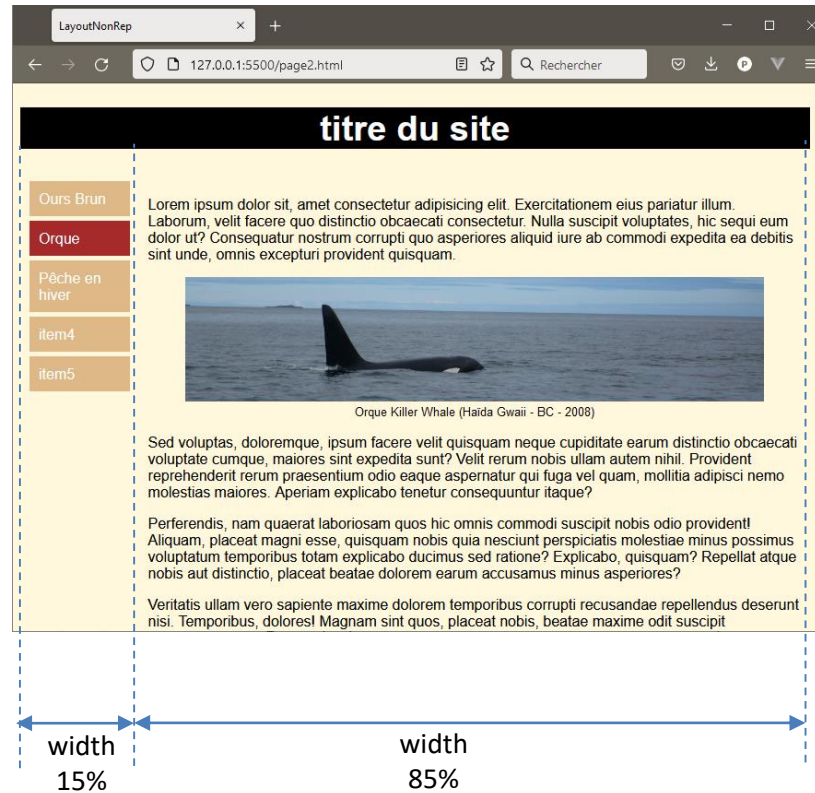 LayoutNonRep
127.0.0.1:5500/page2.html
Rechercher
P
titre du site
Ours Brun
Orque
Pêche en
hiver
item4
item5
Lorem ipsum dolor sit, amet consectetur adipisicing elit. Exercitationem eius pariatur illum.
Laborum, velit facere quo distinctio obcaecati consectetur. Nulla suscipit voluptates, hic sequi eum
dolor ut? Consequatur nostrum corrupti quo asperiores aliquid iure ab commodi expedita ea debitis
sint unde, omnis excepturi provident quisquam.
Orque Killer Whale (Haïda Gwaii - BC - 2008)
Sed voluptas, doloremque, ipsum facere velit quisquam neque cupiditate earum distinctio obcaecati
voluptate cumque, maiores sint expedita sunt? Velit rerum nobis ullam autem nihil. Provident
reprehenderit rerum praesentium odio eaque aspernatur qui fuga vel quam, mollitia adipisci nemo
molestias maiores. Aperiam explicabo tenetur consequuntur itaque?
Perferendis, nam quaerat laboriosam quos hic omnis commodi suscipit nobis odio provident!
Aliquam, placeat magni esse, quisquam nobis quia nesciunt perspiciatis molestiae minus possimus
voluptatum temporibus totam explicabo ducimus sed ratione? Explicabo, quisquam? Repellat atque
nobis aut distinctio, placeat beatae dolorem earum accusamus minus asperiores?
Veritatis ullam vero sapiente maxime dolorem temporibus corrupti recusandae repellendus deserunt
nisi. Temporibus, dolores! Magnam sint quos, placeat nobis, beatae maxime odit suscipit
width
15%
width
85%